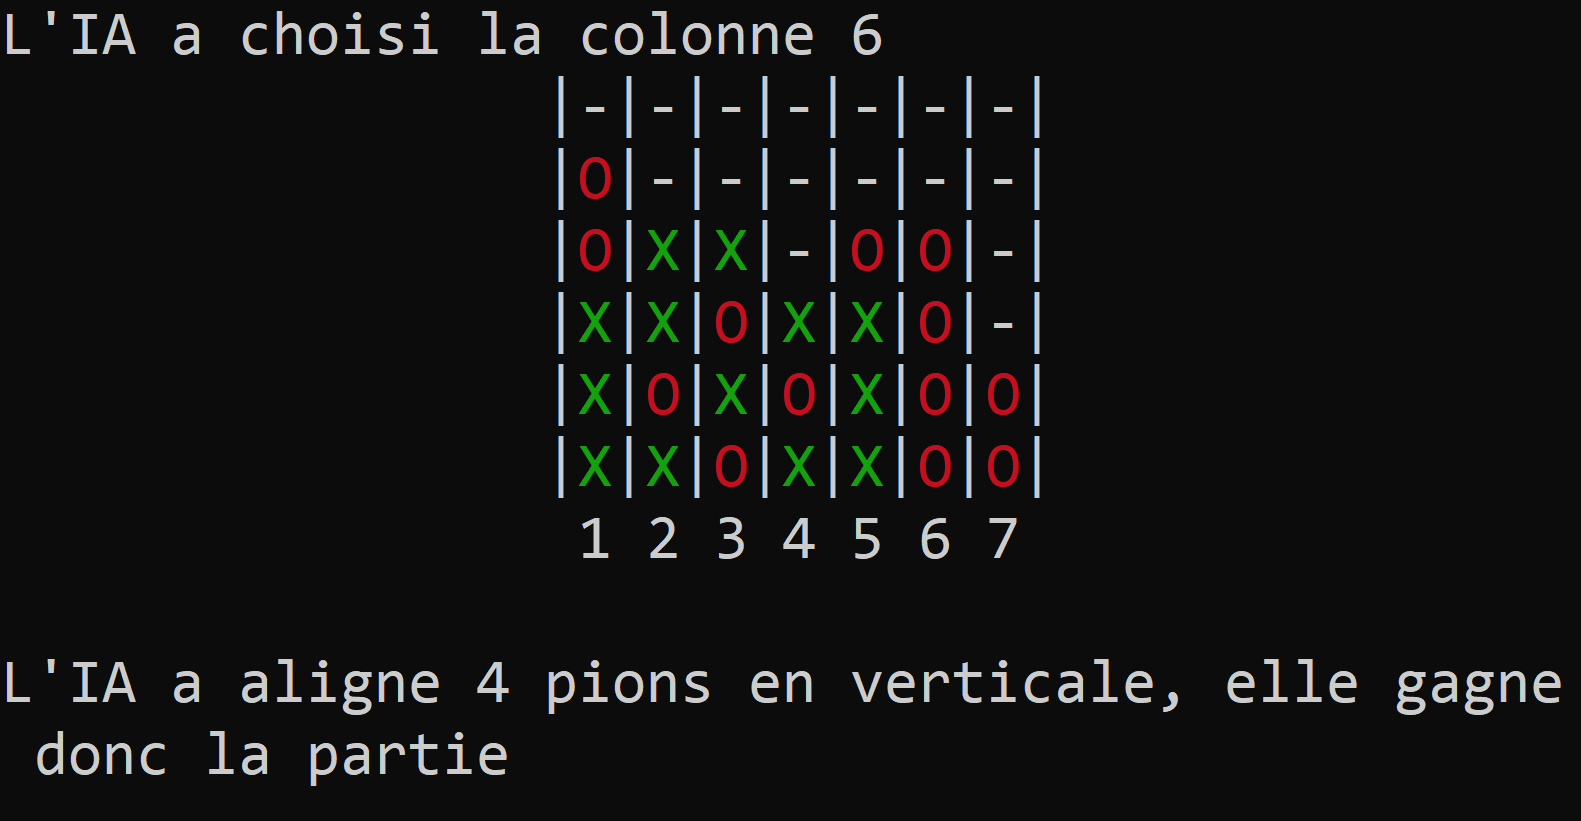 L'IA a choisi la colonne 6
|-|-|-|-|-|-|-|
|O|-|-|-|-|-|-|
|O|X|X|-|O|O|-|
|X|X|O|X|X|O|-|
|X|O|X|O|X|O|O|
|X|X|O|X|X|O|O|
1 2 3 4 5 6 7
L'IA a aligne 4 pions en verticale, elle gagne
donc la partie